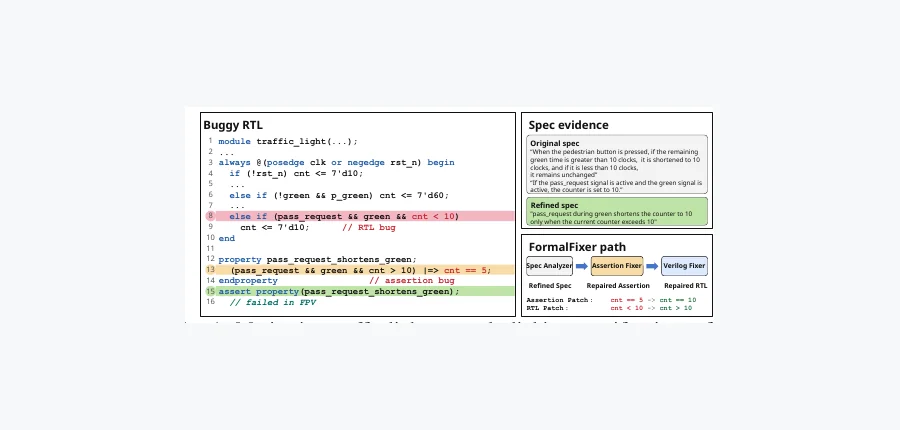 Buggy RTL
1 module traffic_light(...);
2 ...
3 always @(posedge clk or negedge rst_n) begin
4 if (!rst_n) cnt <= 7'd10;
5 ...
6 else if (!green && p_green) cnt <= 7'd60;
7 ...
8 else if (pass_request && green && cnt < 10)
9 cnt <= 7'd10; // RTL bug
10 end
11
12 property pass_request_shortens_green;
13 (pass_request && green && cnt > 10) |=> cnt == 5;
14 endproperty // assertion bug
15 assert property(pass_request_shortens_green);
16 // failed in FPV
Spec evidence
Original spec
"When the pedestrian button is pressed, if the remaining
green time is greater than 10 clocks, it is shortened to 10
clocks, and if it is less than 10 clocks,
it remains unchanged"
"If the pass_request signal is active and the green signal is
active, the counter is set to 10."
Refined spec
"pass_request during green shortens the counter to 10
only when the current counter exceeds 10"
FormalFixer path
Spec Analyzer Assertion Fixer Verilog Fixer
Refined Spec Repaired Assertion Repaired RTL
Assertion Patch: cnt == 5 -> cnt == 10
RTL Patch: cnt < 10 -> cnt > 10